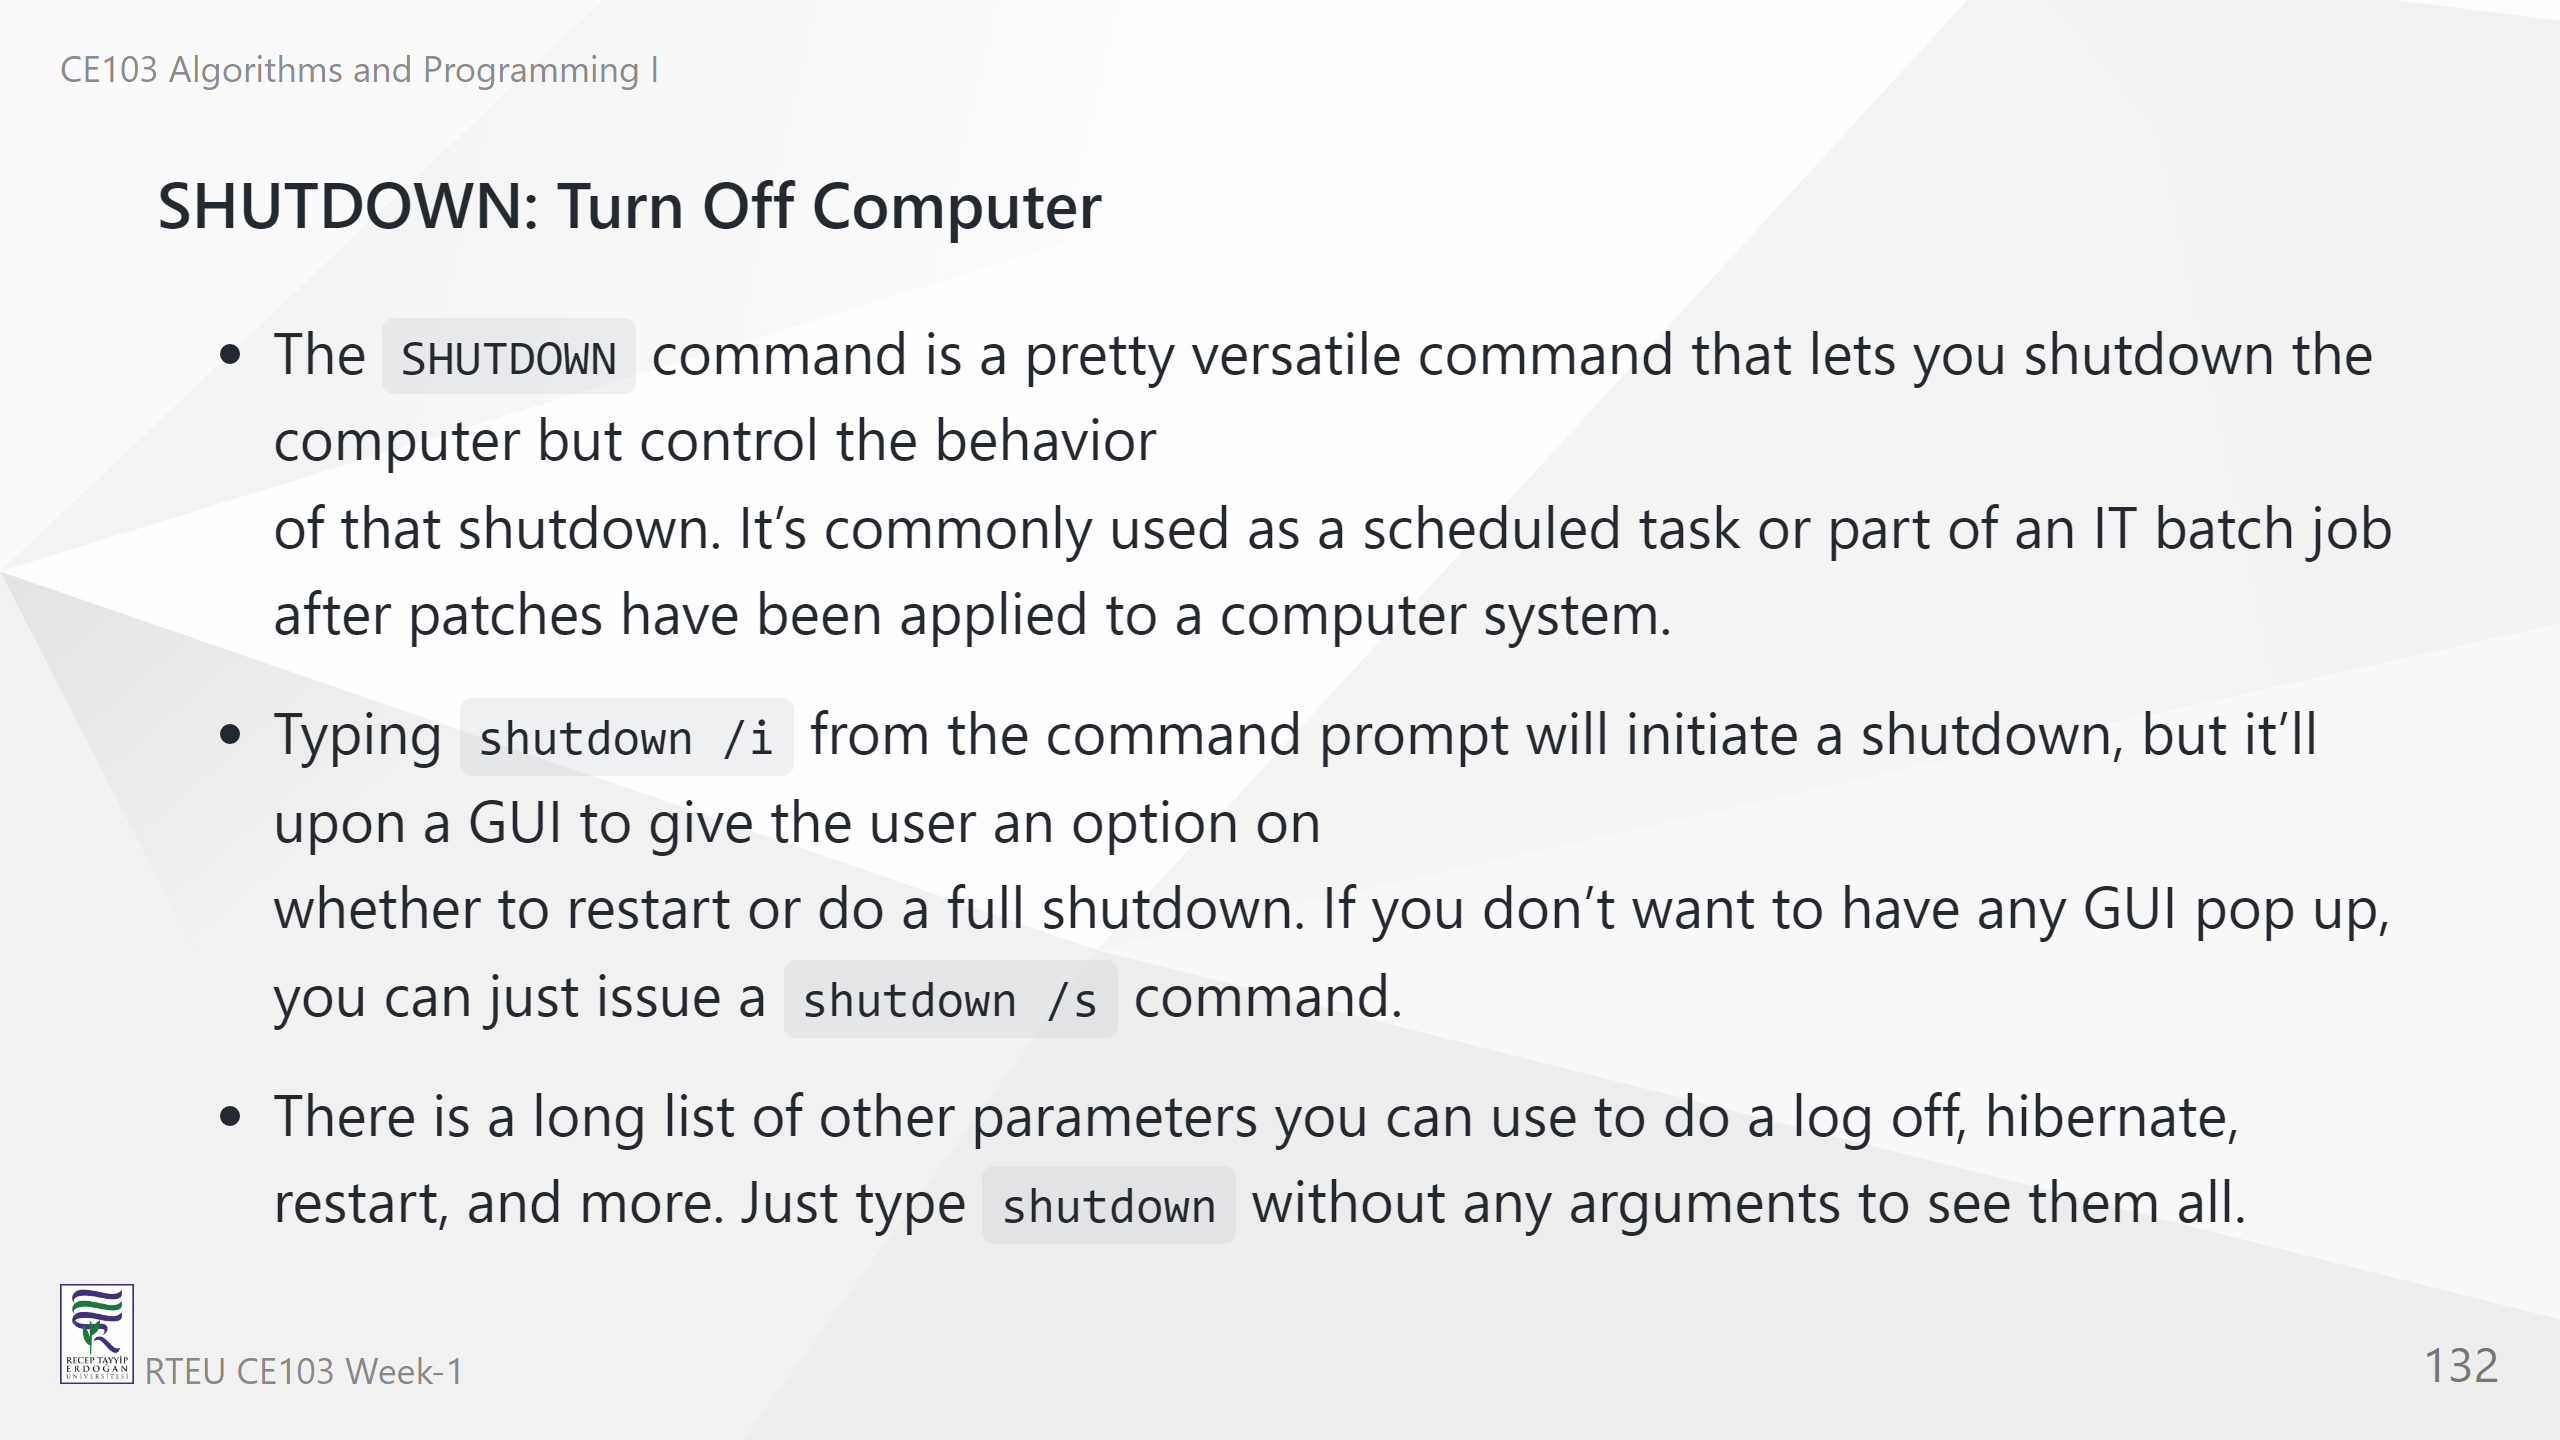 CE103 Algorithms and Programming I
SHUTDOWN: Turn Off Computer
• The SHUTDOWN command is a pretty versatile command that lets you shutdown the
computer but control the behavior
of that shutdown. It’s commonly used as a scheduled task or part of an IT batch job
after patches have been applied to a computer system.
• Typing shutdown /i from the command prompt will initiate a shutdown, but it’ll
upon a GUI to give the user an option on
whether to restart or do a full shutdown. If you don’t want to have any GUI pop up,
you can just issue a shutdown /s command.
• There is a long list of other parameters you can use to do a log off, hibernate,
restart, and more. Just type shutdown without any arguments to see them all.
RECEP TAYYİP
ERDOĞAN
ÜNİVERSİTESİ
RTEU CE103 Week-1
132